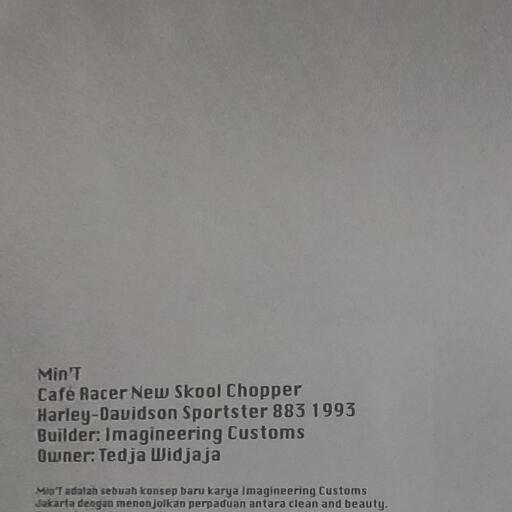 Min'T
Café Racer New Skool Chopper
Harley-Davidson Sportster 883 1993
Builder: Imagineering Customs
Owner: Tedja Widjaja
Min'T adalah sebuah konsep baru karya Imagineering Customs
Jakarta dengan menonjolkan perpaduan antara clean and beauty.